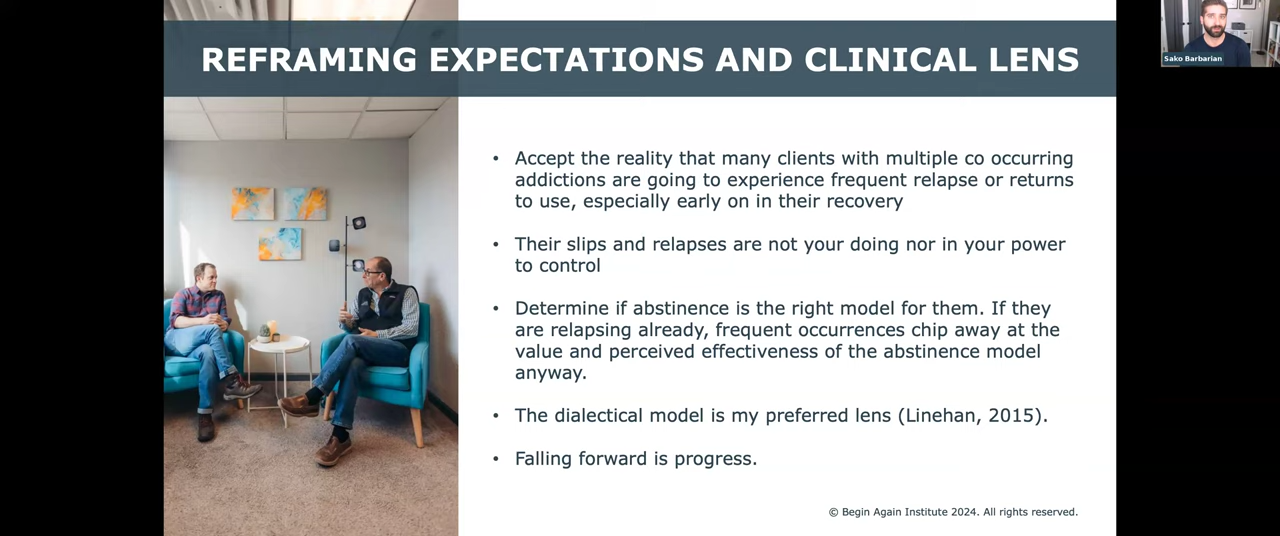 REFRAMING EXPECTATIONS AND CLINICAL LENS
Sako Barbarian
• Accept the reality that many clients with multiple co occurring
addictions are going to experience frequent relapse or returns
to use, especially early on in their recovery
• Their slips and relapses are not your doing nor in your power
to control
• Determine if abstinence is the right model for them. If they
are relapsing already, frequent occurrences chip away at the
value and perceived effectiveness of the abstinence model
anyway.
• The dialectical model is my preferred lens (Linehan, 2015).
• Falling forward is progress.
© Begin Again Institute 2024. All rights reserved.